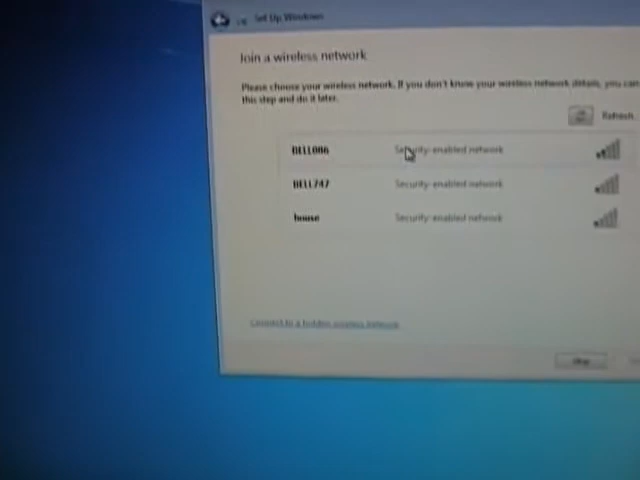 Set Up Windows
Join a wireless network
Please choose your wireless network. If you don't know your wireless network details, you can
this step and do it later.
Refresh
BELL086 Security-enabled network
BELL747 Security-enabled network
house Security-enabled network
Connect to a hidden wireless network
Skip